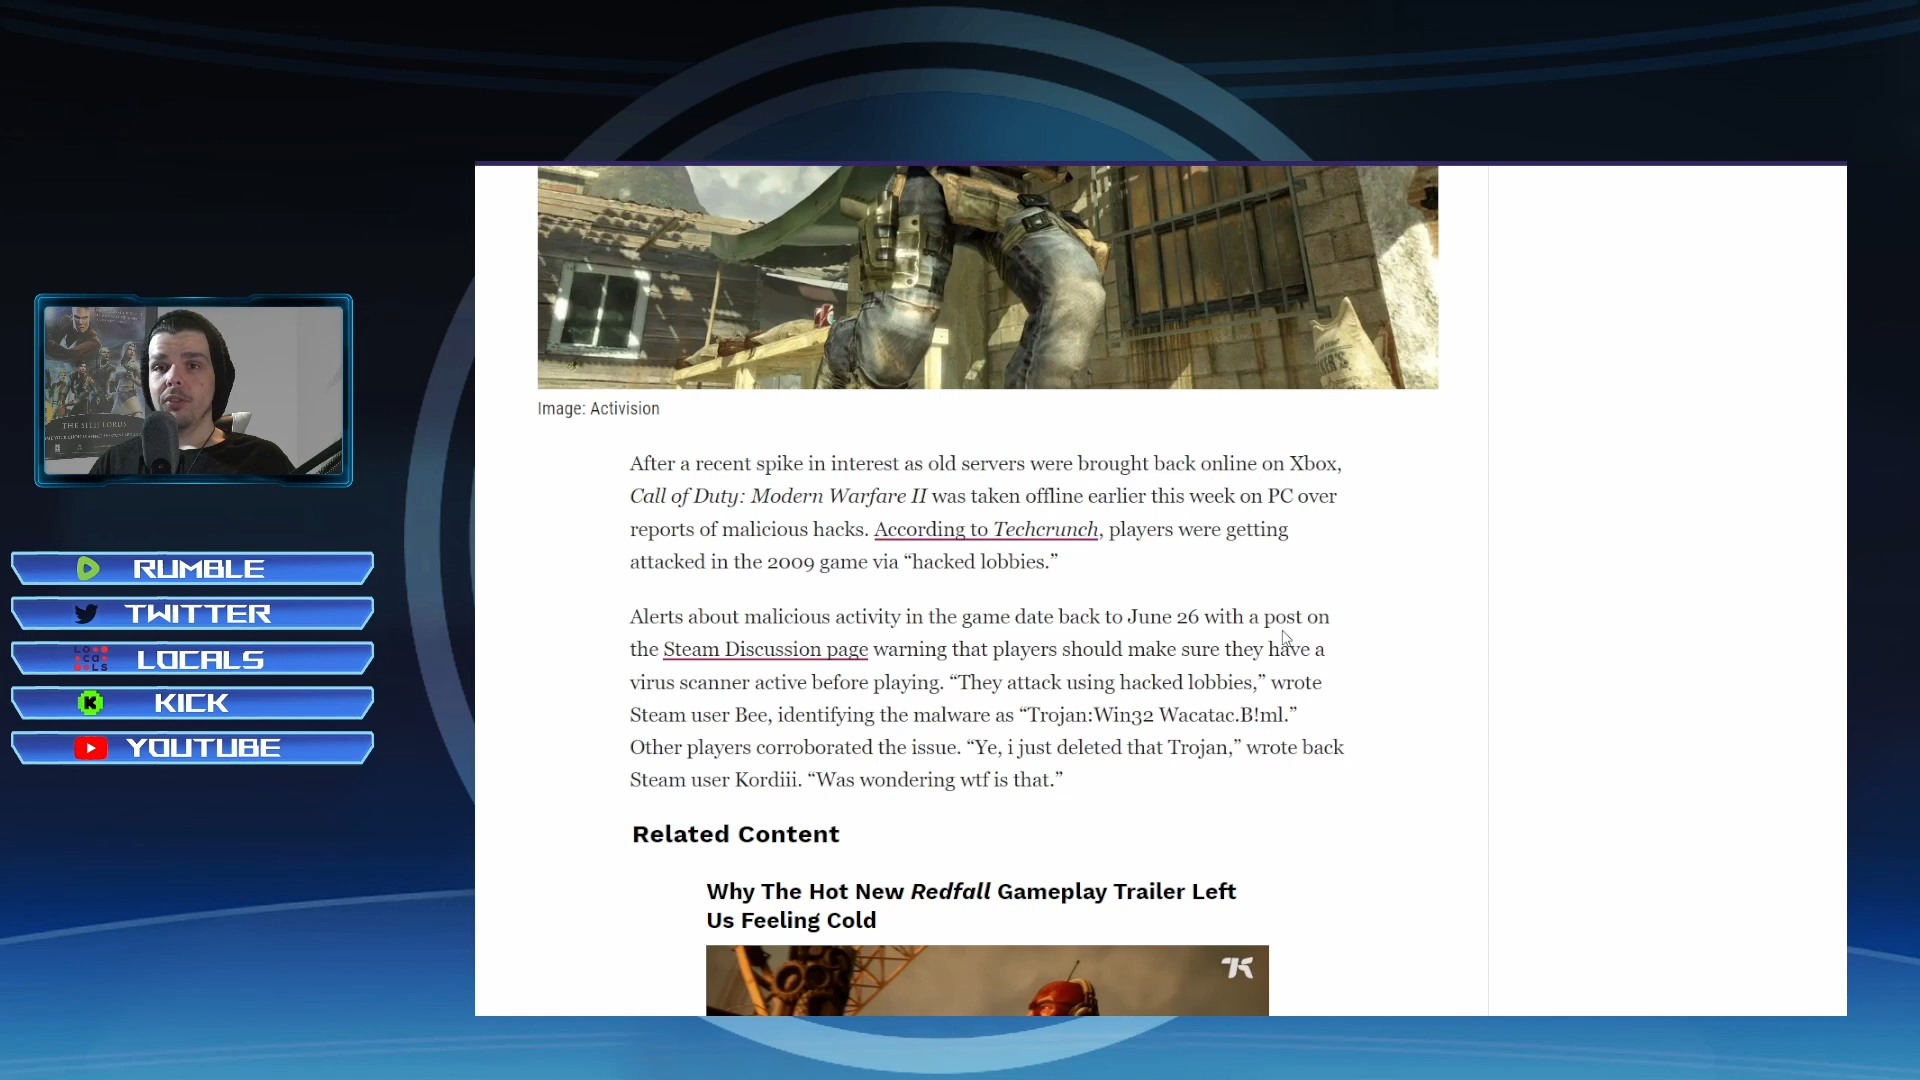 THE SITH LORDS
RUMBLE
TWITTER
LOCALS
KICK
YOUTUBE
Image: Activision
After a recent spike in interest as old servers were brought back online on Xbox,
Call of Duty: Modern Warfare II was taken offline earlier this week on PC over
reports of malicious hacks. According to Techcrunch, players were getting
attacked in the 2009 game via “hacked lobbies.”
Alerts about malicious activity in the game date back to June 26 with a post on
the Steam Discussion page warning that players should make sure they have a
virus scanner active before playing. “They attack using hacked lobbies,” wrote
Steam user Bee, identifying the malware as “Trojan:Win32 Wacatac.B!ml.”
Other players corroborated the issue. “Ye, i just deleted that Trojan,” wrote back
Steam user Kordiii. “Was wondering wtf is that.”
Related Content
Why The Hot New Redfall Gameplay Trailer Left
Us Feeling Cold